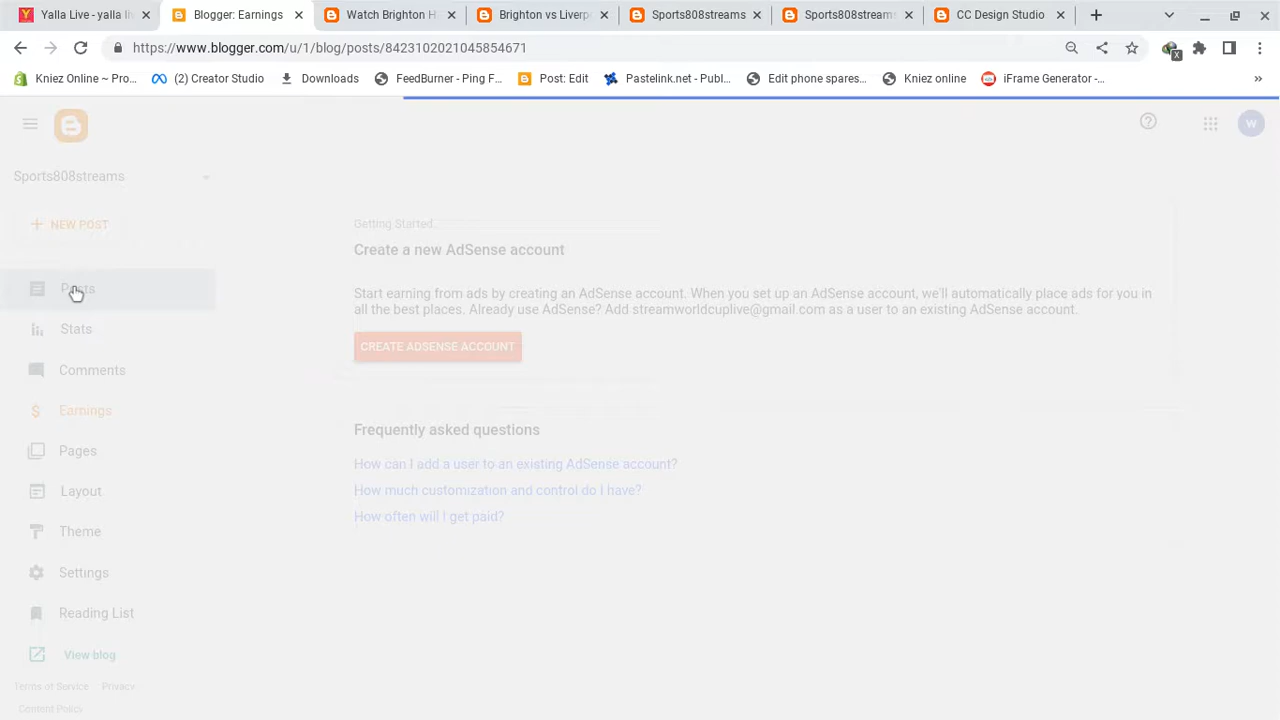 Yalla Live - yalla li
Blogger: Earnings
Watch Brighton H
Brighton vs Liverp
Sports808streams
Sports808stream
CC Design Studio
https://www.blogger.com/u/1/blog/posts/8423102021045854671
X
Kniez Online ~ Pro...
(2) Creator Studio
Downloads
FeedBurner - Ping F...
Post: Edit
Pastelink.net - Publ...
Edit phone spares...
Kniez online
iFrame Generator -...
»
W
Sports808streams
+ NEW POST
Getting Started
Create a new AdSense account
Posts
Start earning from ads by creating an AdSense account. When you set up an AdSense account, we'll automatically place ads for you in
all the best places. Already use AdSense? Add streamworldcuplive@gmail.com as a user to an existing AdSense account.
Stats
CREATE ADSENSE ACCOUNT
Comments
Earnings
Frequently asked questions
Pages
How can I add a user to an existing AdSense account?
Layout
How much customization and control do I have?
How often will I get paid?
Theme
Settings
Reading List
View blog
Terms of Service Privacy
Content Policy